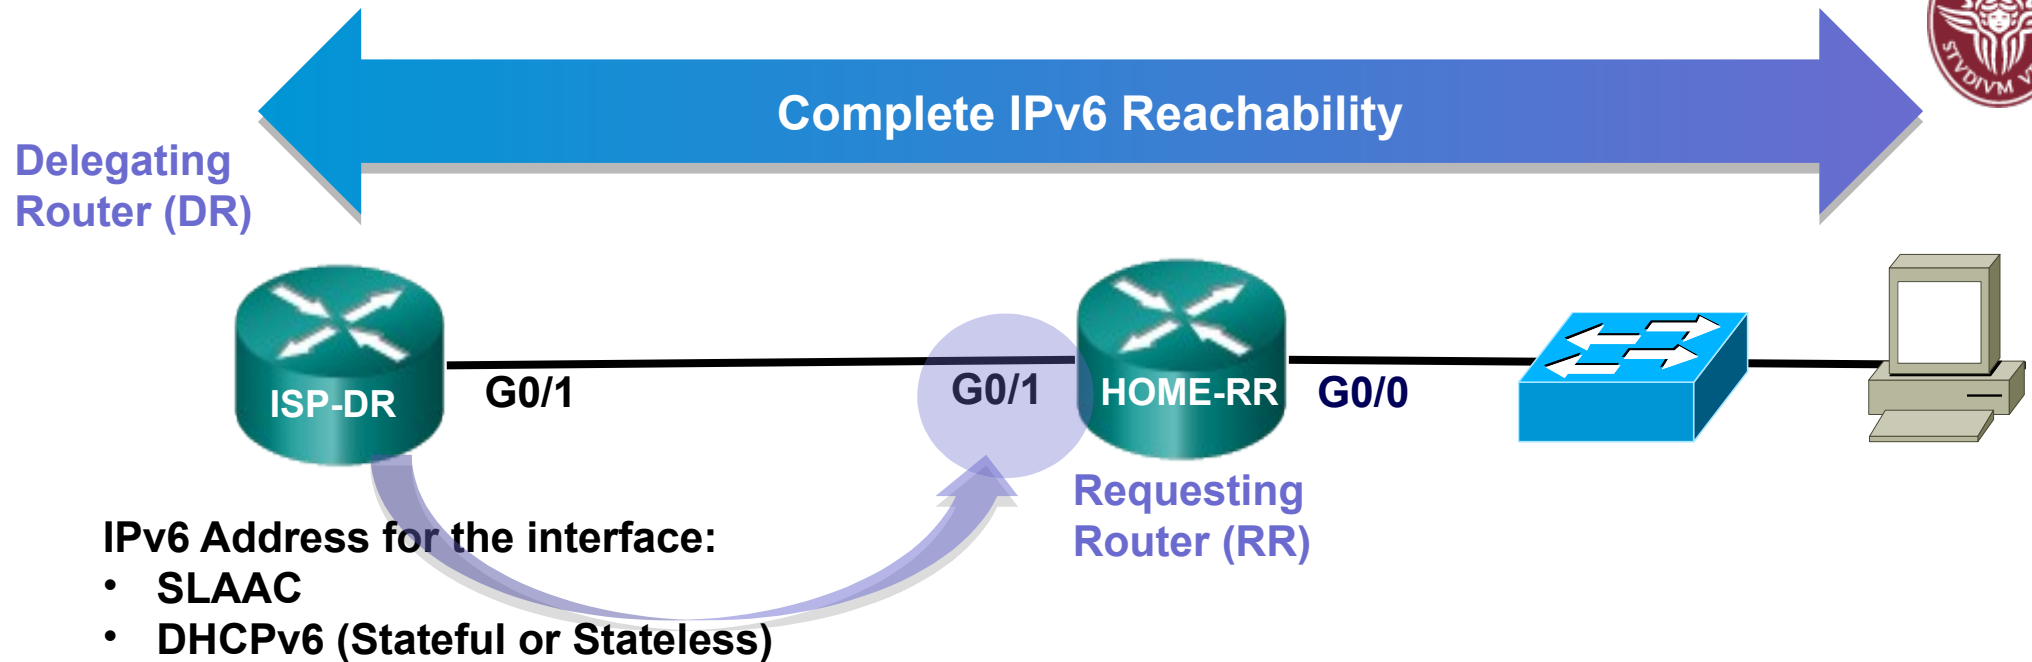 Complete IPv6 Reachability
STVDIVM
Delegating
Router (DR)
ISP-DR
G0/1
G0/1
HOME-RR
G0/0
Requesting
Router (RR)
IPv6 Address for the interface:
• SLAAC
• DHCPv6 (Stateful or Stateless)